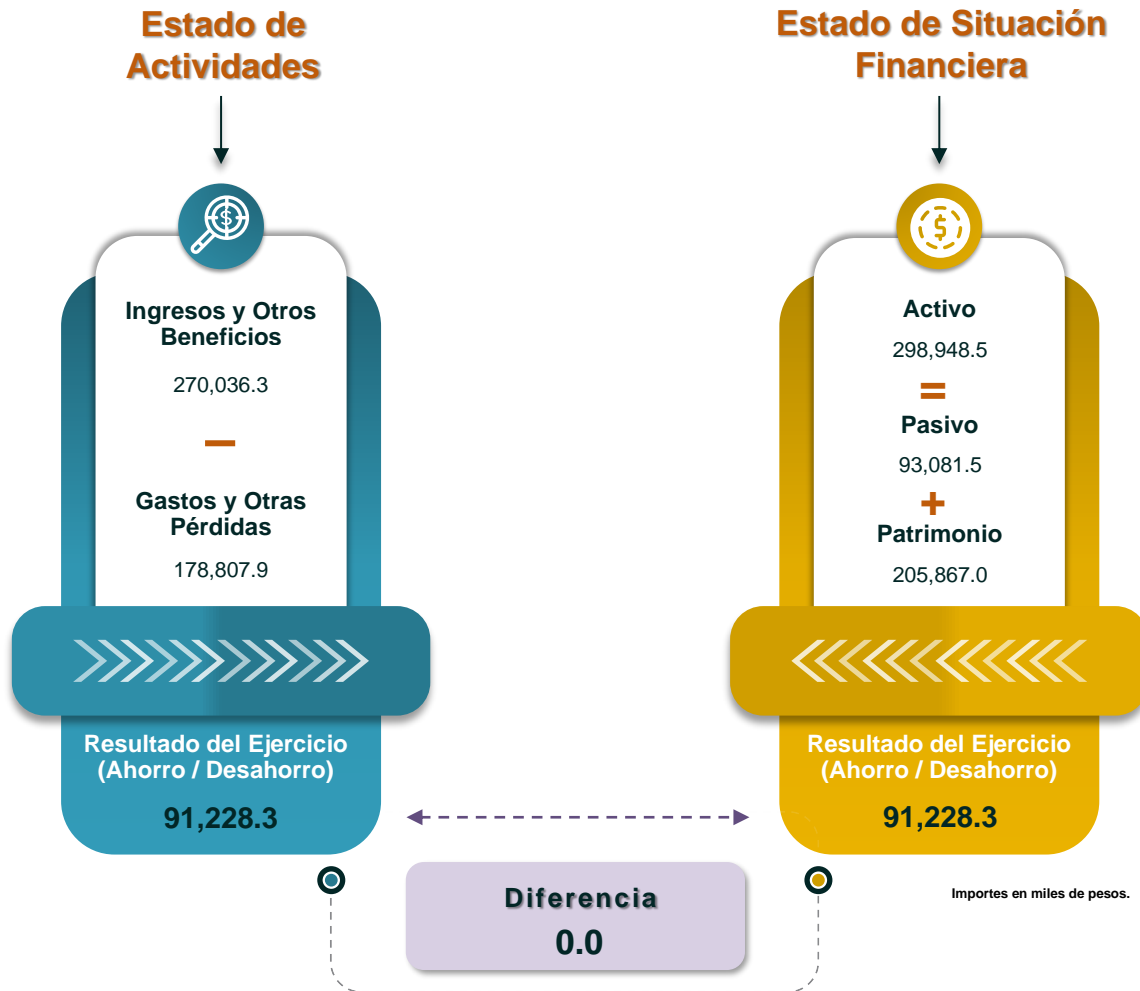 Estado de
Actividades
Ingresos y Otros
Beneficios
270,036.3
−
Gastos y Otras
Pérdidas
178,807.9
Resultado del Ejercicio
(Ahorro / Desahorro)
91,228.3
Estado de Situación
Financiera
Activo
298,948.5
=
Pasivo
93,081.5
+
Patrimonio
205,867.0
Resultado del Ejercicio
(Ahorro / Desahorro)
91,228.3
Diferencia
0.0
Importes en miles de pesos.